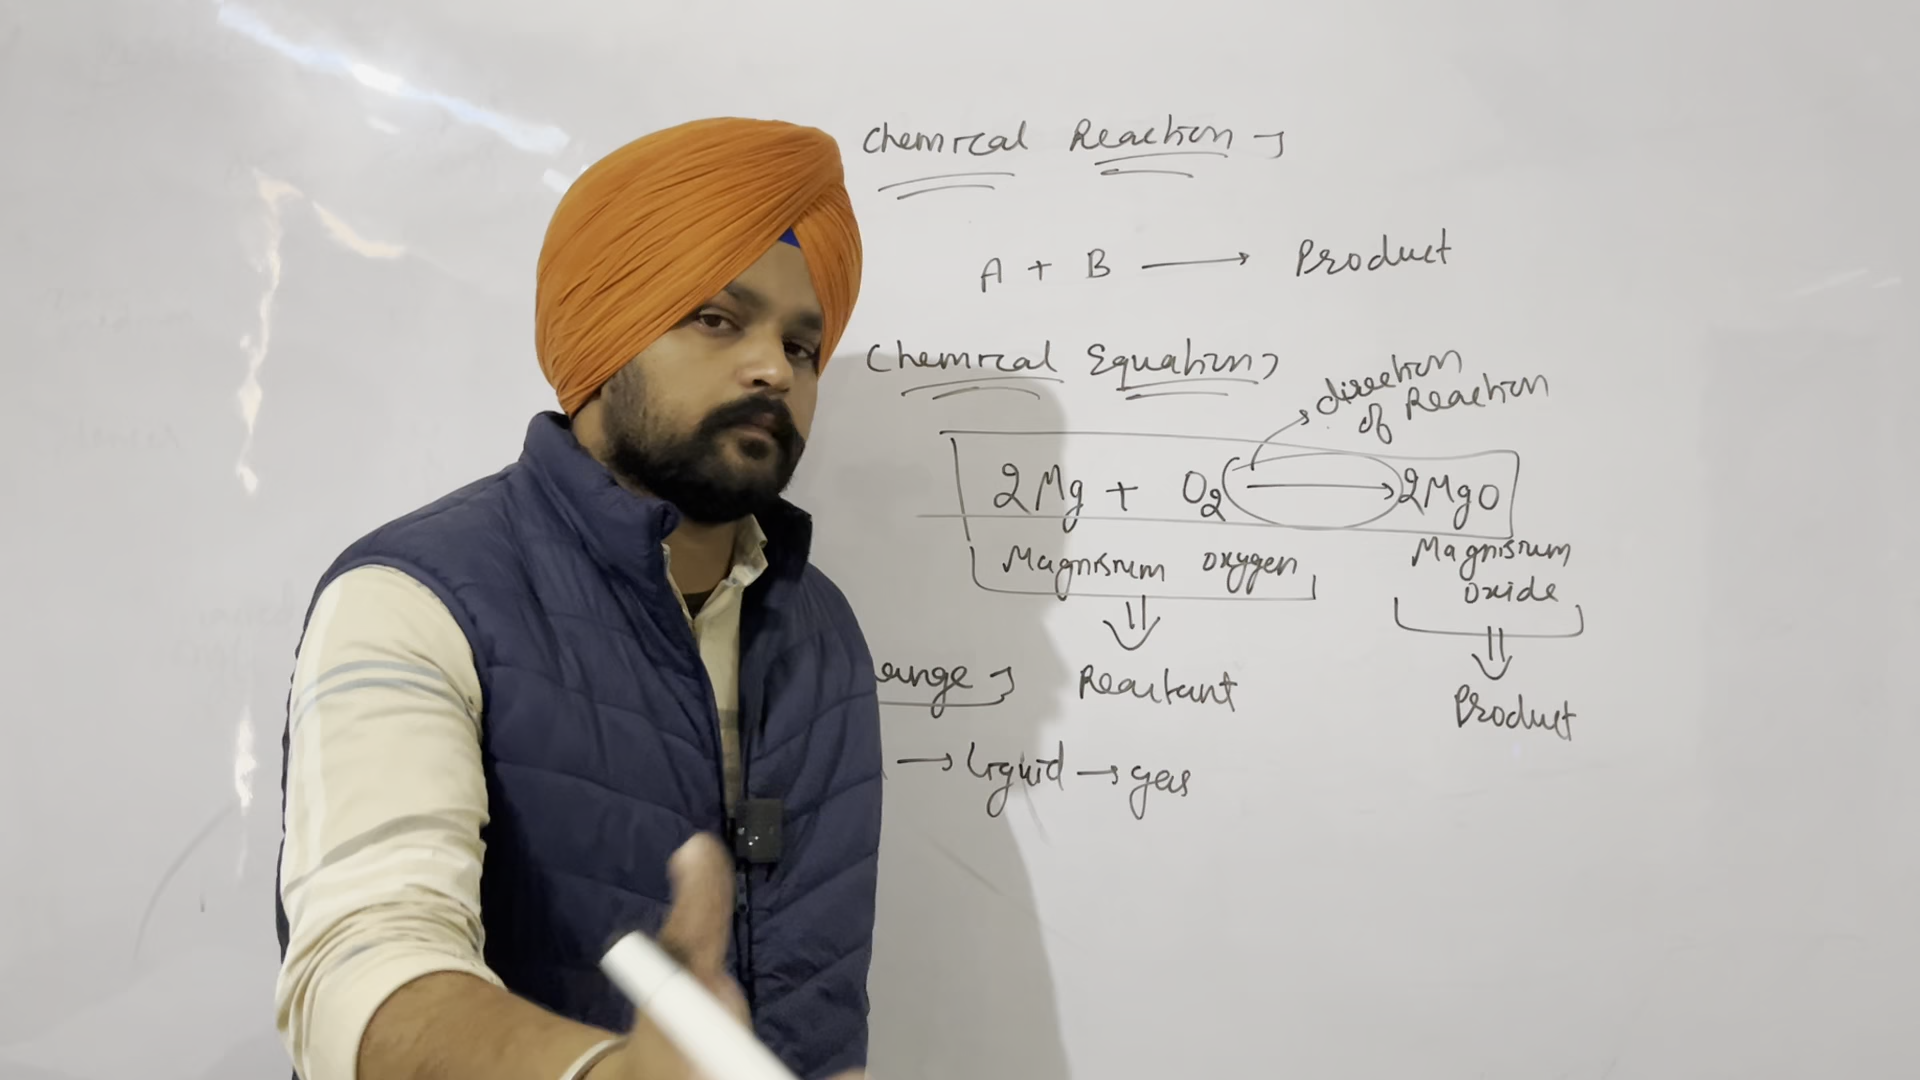 Chemical Reaction →
A + B → Product
Chemical Equation →
direction
of Reaction
2Mg + O2 → 2MgO
Magnisium oxygen
Magnisium
oxide
Reactant
Product
→ Liquid → gas